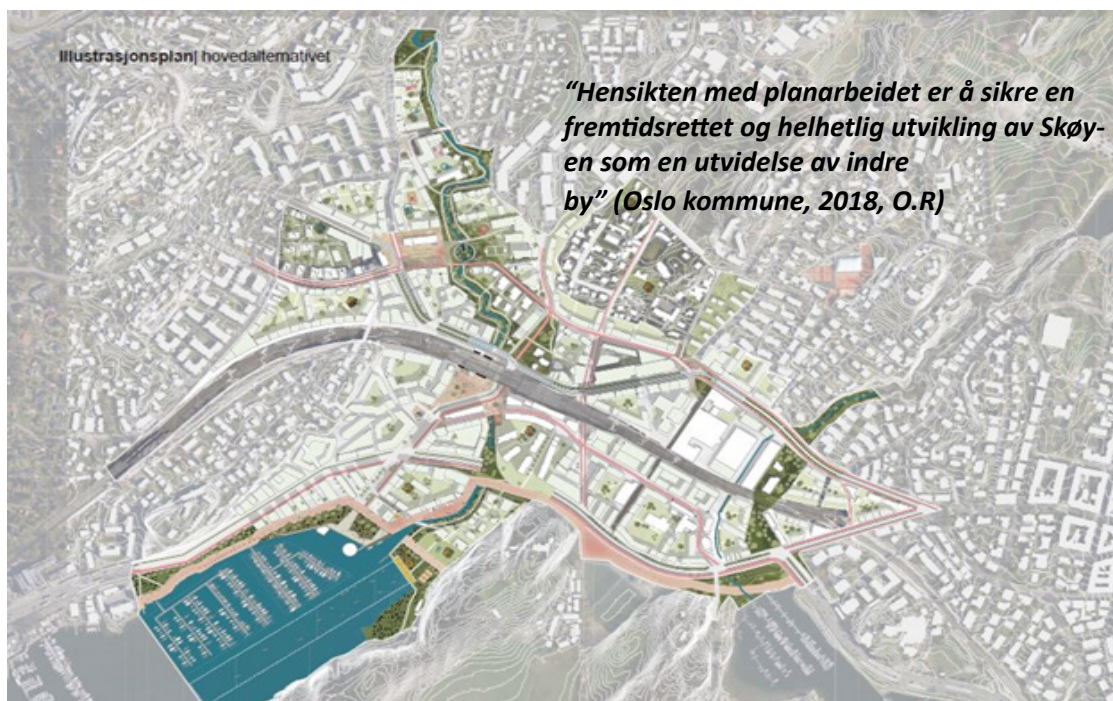 Illustrasjonsplan| hovedalternativet
“Hensikten med planarbeidet er å sikre en
fremtidsrettet og helhetlig utvikling av Skøy-
en som en utvidelse av indre
by” (Oslo kommune, 2018, O.R)